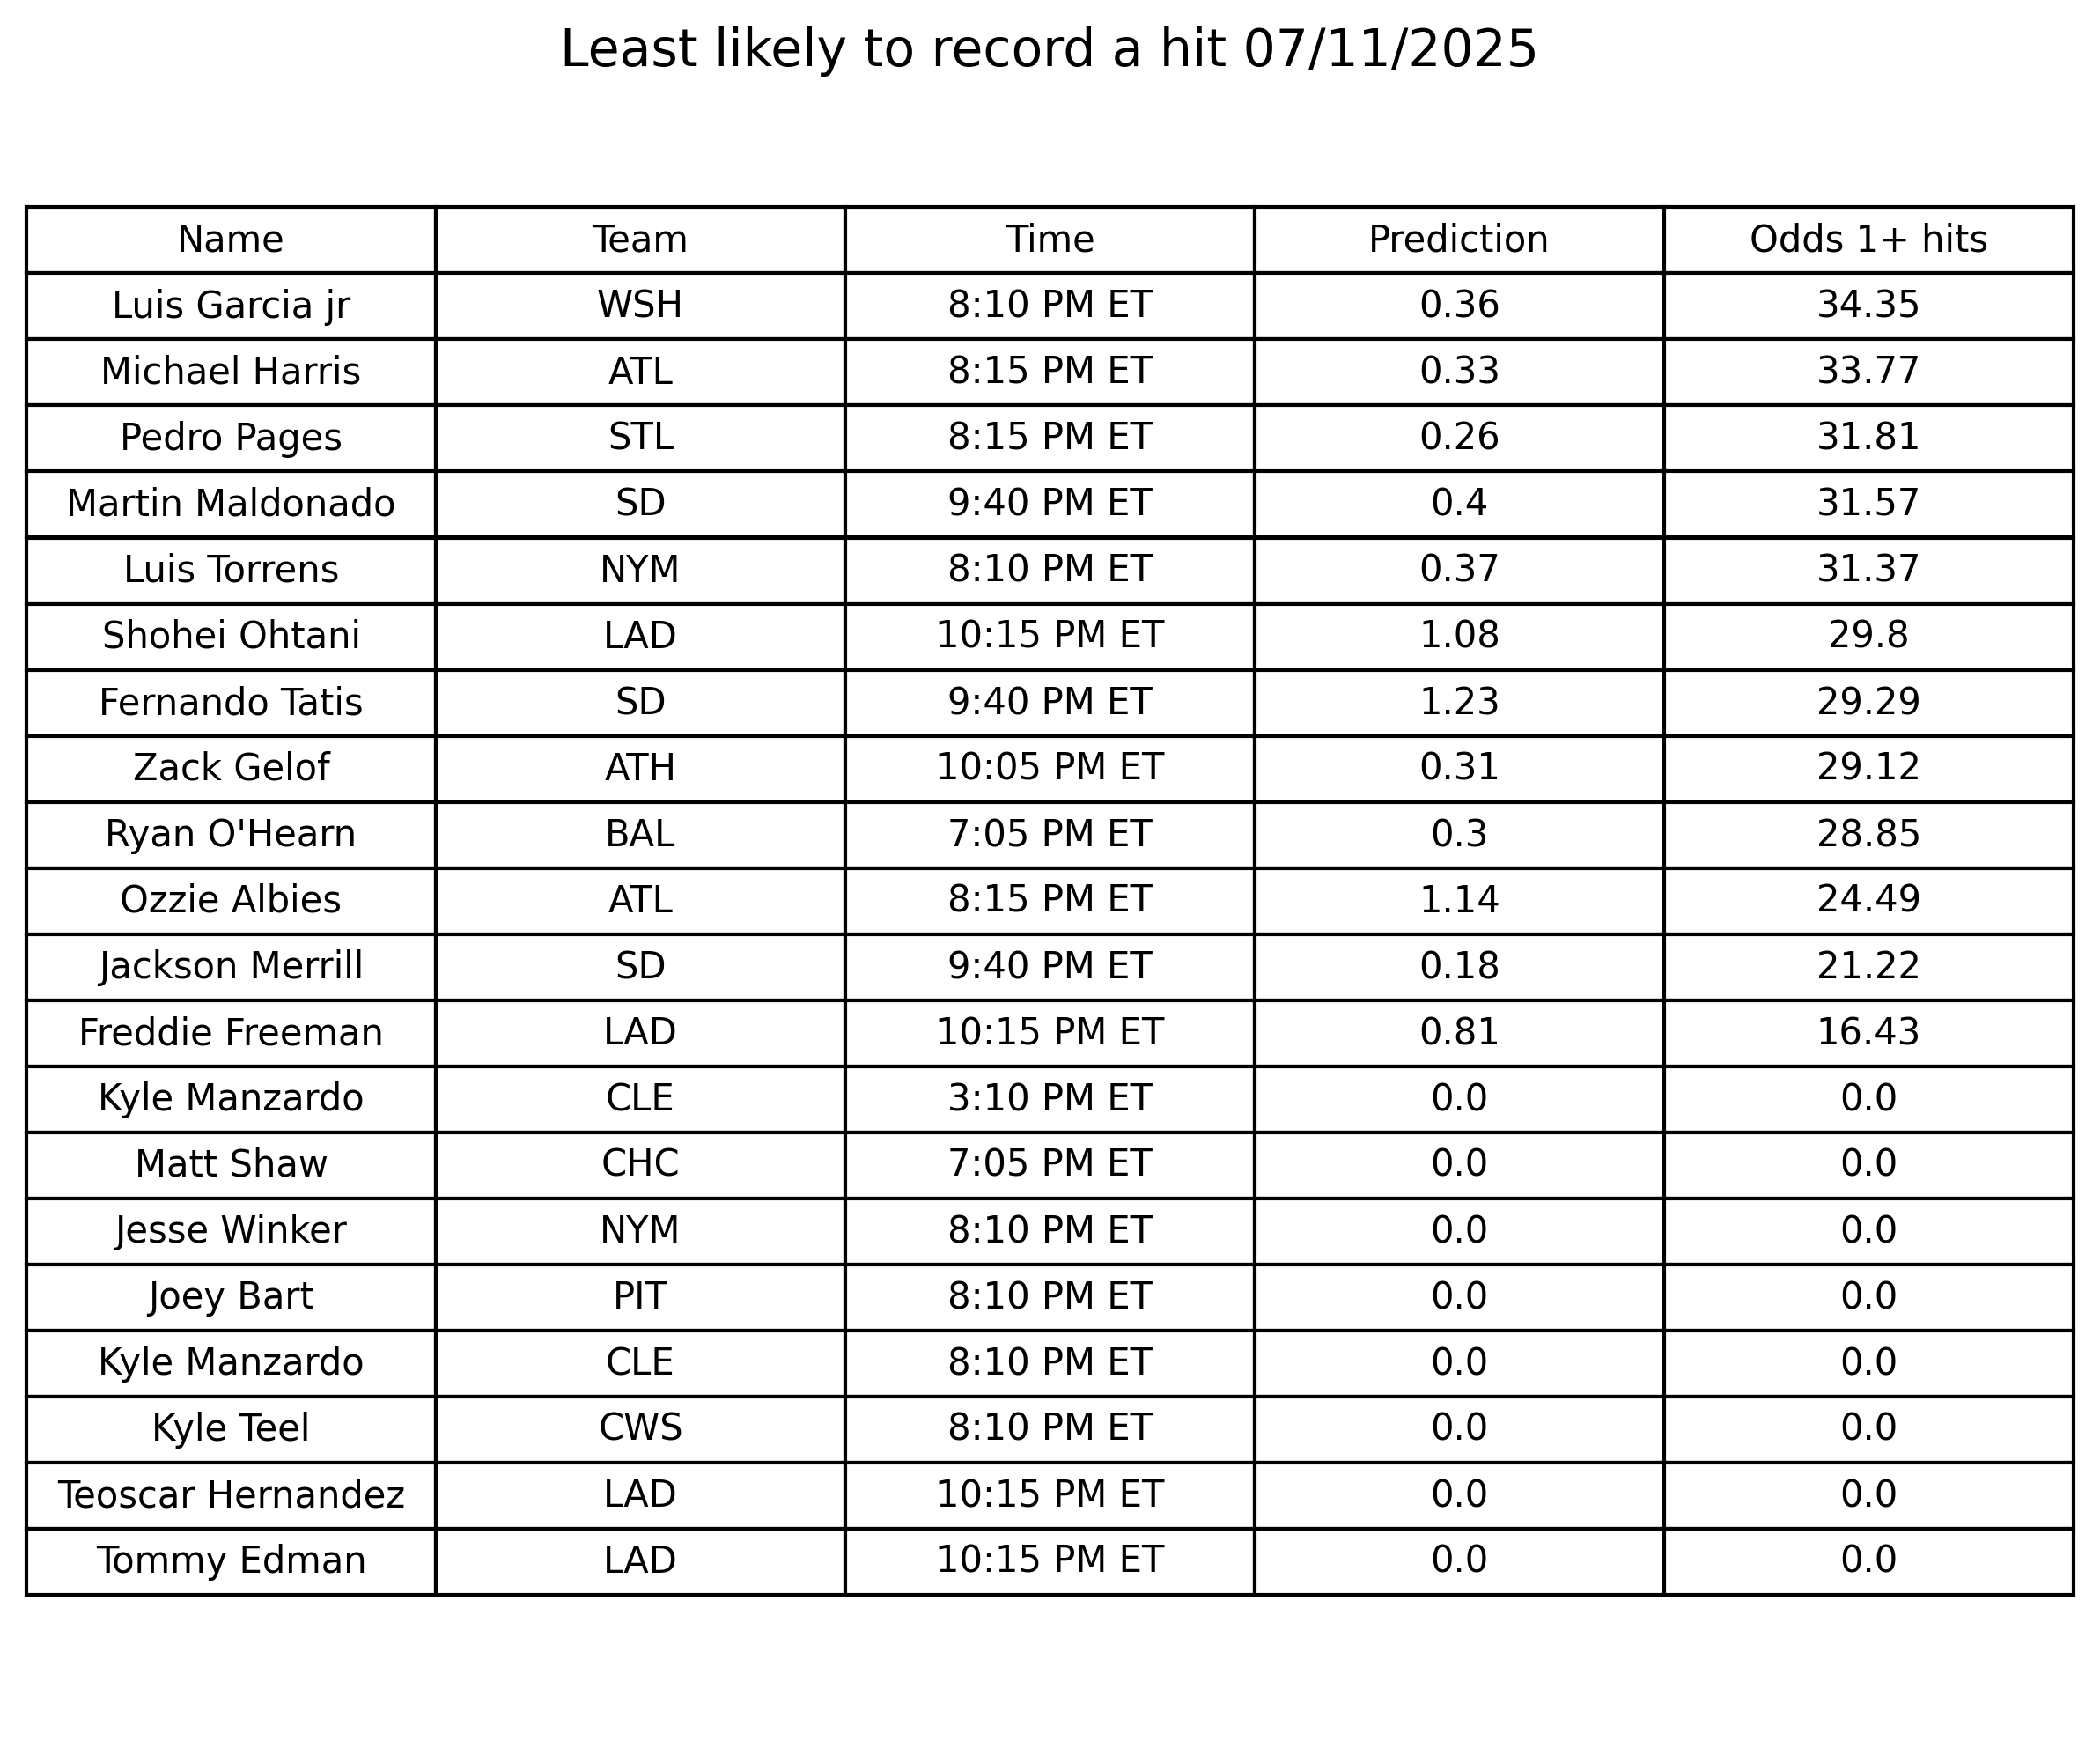 Least likely to record a hit 07/11/2025
Name Team Time Prediction Odds 1+ hits
Luis Garcia jr WSH 8:10 PM ET 0.36 34.35
Michael Harris ATL 8:15 PM ET 0.33 33.77
Pedro Pages STL 8:15 PM ET 0.26 31.81
Martin Maldonado SD 9:40 PM ET 0.4 31.57
Luis Torrens NYM 8:10 PM ET 0.37 31.37
Shohei Ohtani LAD 10:15 PM ET 1.08 29.8
Fernando Tatis SD 9:40 PM ET 1.23 29.29
Zack Gelof ATH 10:05 PM ET 0.31 29.12
Ryan O'Hearn BAL 7:05 PM ET 0.3 28.85
Ozzie Albies ATL 8:15 PM ET 1.14 24.49
Jackson Merrill SD 9:40 PM ET 0.18 21.22
Freddie Freeman LAD 10:15 PM ET 0.81 16.43
Kyle Manzardo CLE 3:10 PM ET 0.0 0.0
Matt Shaw CHC 7:05 PM ET 0.0 0.0
Jesse Winker NYM 8:10 PM ET 0.0 0.0
Joey Bart PIT 8:10 PM ET 0.0 0.0
Kyle Manzardo CLE 8:10 PM ET 0.0 0.0
Kyle Teel CWS 8:10 PM ET 0.0 0.0
Teoscar Hernandez LAD 10:15 PM ET 0.0 0.0
Tommy Edman LAD 10:15 PM ET 0.0 0.0